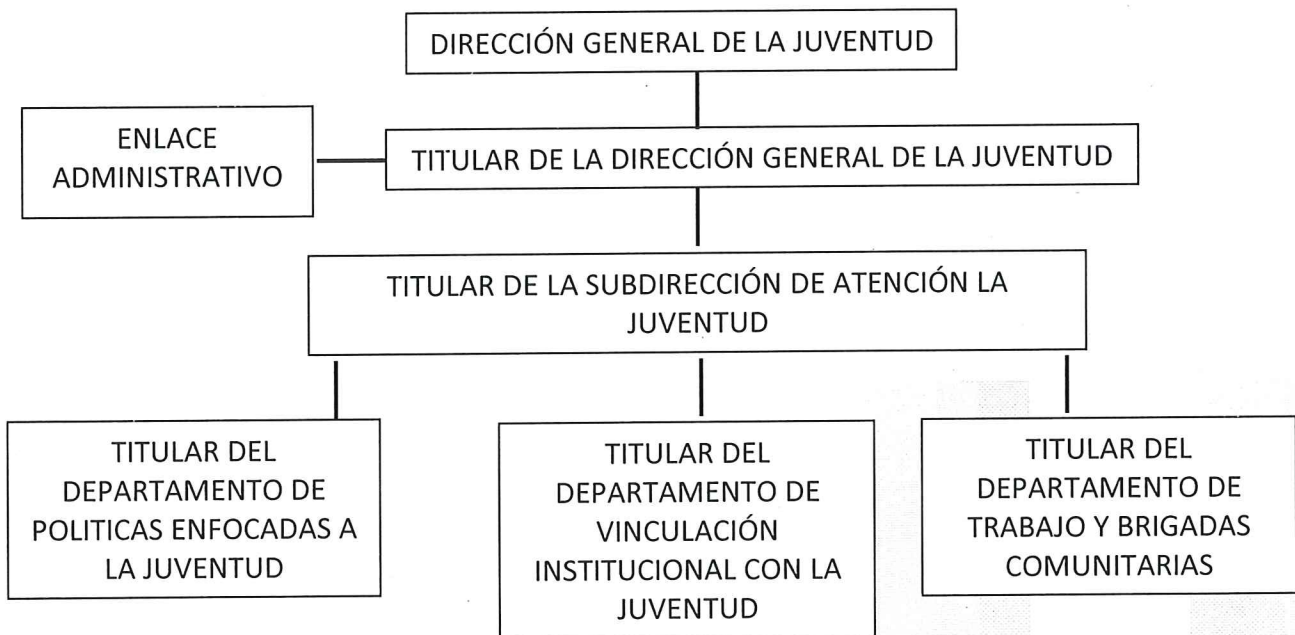 DIRECCIÓN GENERAL DE LA JUVENTUD
ENLACE
ADMINISTRATIVO
TITULAR DE LA DIRECCIÓN GENERAL DE LA JUVENTUD
TITULAR DE LA SUBDIRECCIÓN DE ATENCIÓN LA
JUVENTUD
TITULAR DEL
DEPARTAMENTO DE
POLITICAS ENFOCADAS A
LA JUVENTUD
TITULAR DEL
DEPARTAMENTO DE
VINCULACIÓN
INSTITUCIONAL CON LA
JUVENTUD
TITULAR DEL
DEPARTAMENTO DE
TRABAJO Y BRIGADAS
COMUNITARIAS